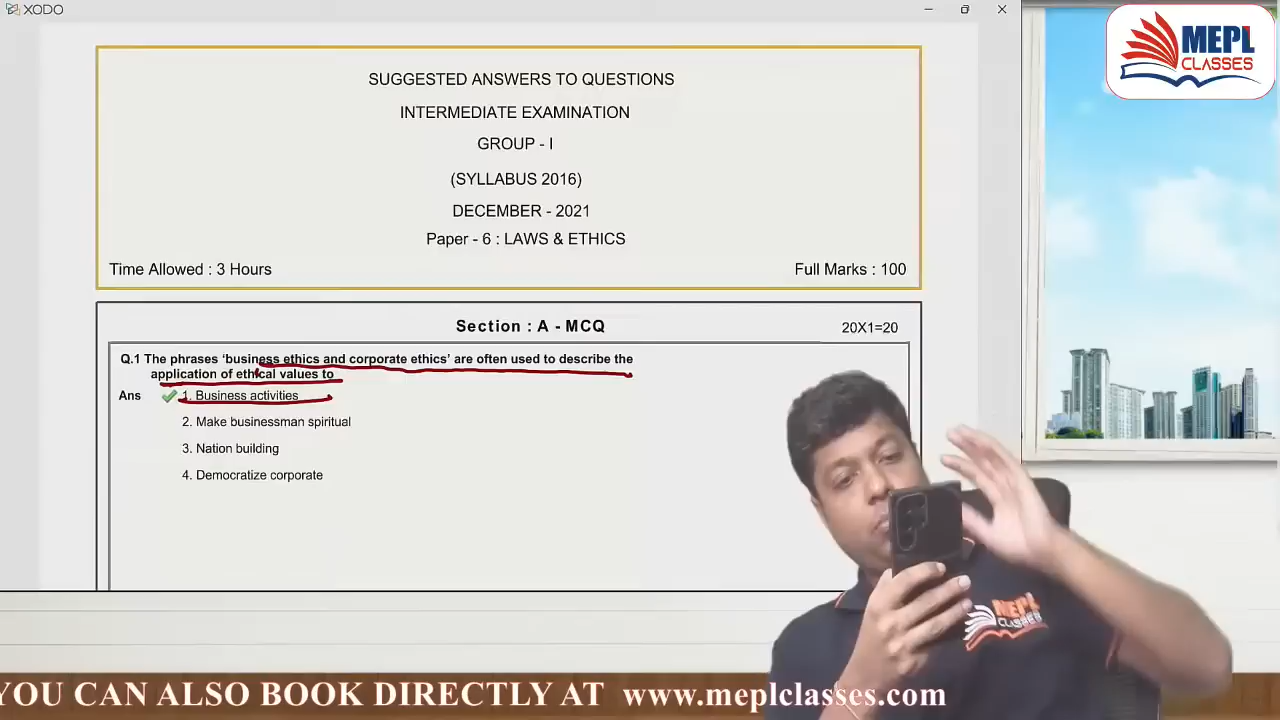 XODO
MEPL
CLASSES
SUGGESTED ANSWERS TO QUESTIONS
INTERMEDIATE EXAMINATION
GROUP - I
(SYLLABUS 2016)
DECEMBER - 2021
Paper - 6 : LAWS & ETHICS
Time Allowed : 3 Hours Full Marks : 100
Section : A - MCQ 20X1=20
Q.1 The phrases ‘business ethics and corporate ethics’ are often used to describe the
application of ethical values to
Ans 1. Business activities
2. Make businessman spiritual
3. Nation building
4. Democratize corporate
MEPL
CLASSES
YOU CAN ALSO BOOK DIRECTLY AT www.meplclasses.com